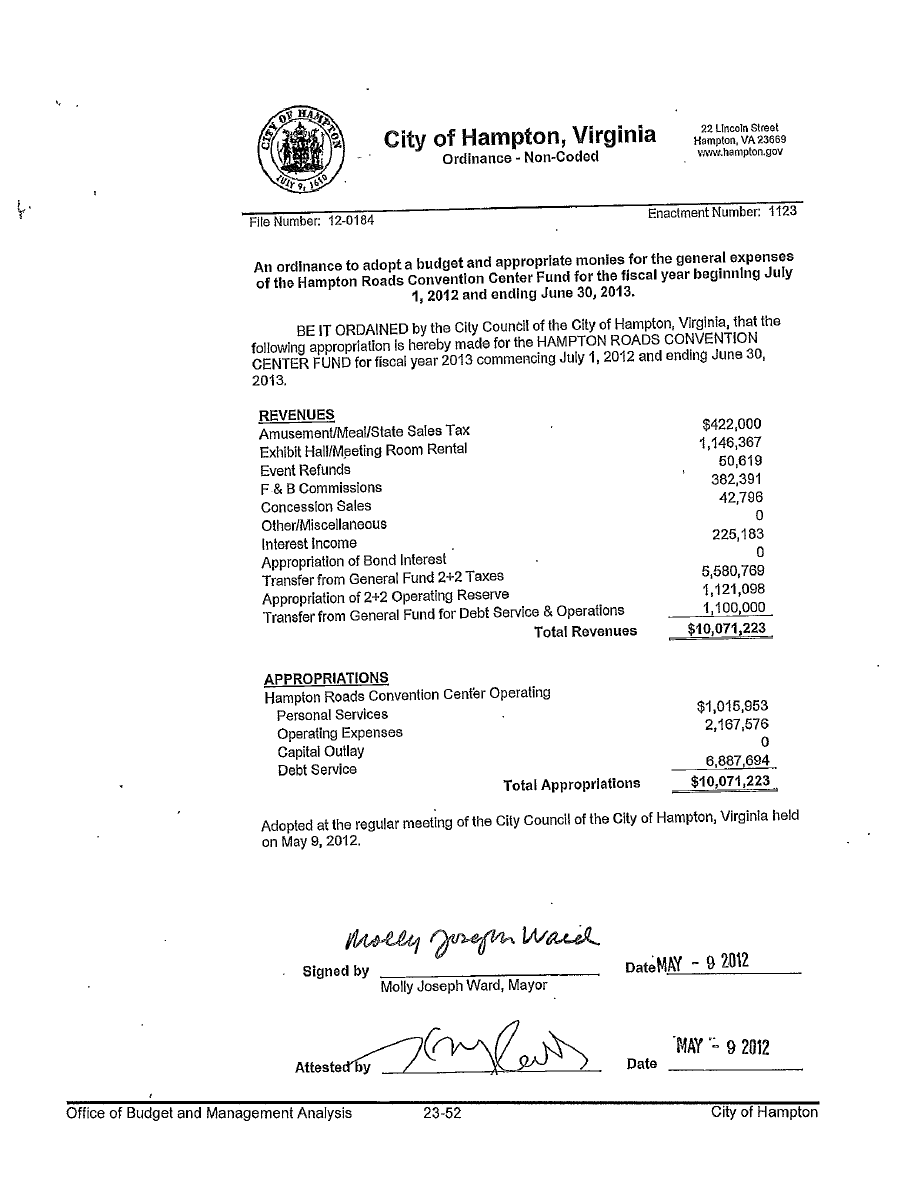 CITY OF HAMPTON
JULY 9, 1610
City of Hampton, Virginia
Ordinance - Non-Coded
22 Lincoln Street
Hampton, VA 23669
www.hampton.gov
File Number: 12-0184 Enactment Number: 1123
An ordinance to adopt a budget and appropriate monies for the general expenses
of the Hampton Roads Convention Center Fund for the fiscal year beginning July
1, 2012 and ending June 30, 2013.
BE IT ORDAINED by the City Council of the City of Hampton, Virginia, that the
following appropriation is hereby made for the HAMPTON ROADS CONVENTION
CENTER FUND for fiscal year 2013 commencing July 1, 2012 and ending June 30,
2013.
REVENUES
Amusement/Meal/State Sales Tax $422,000
Exhibit Hall/Meeting Room Rental 1,146,367
Event Refunds 50,619
F & B Commissions 382,391
Concession Sales 42,796
Other/Miscellaneous 0
Interest Income 225,183
Appropriation of Bond Interest 0
Transfer from General Fund 2+2 Taxes 5,580,769
Appropriation of 2+2 Operating Reserve 1,121,098
Transfer from General Fund for Debt Service & Operations 1,100,000
Total Revenues $10,071,223
APPROPRIATIONS
Hampton Roads Convention Center Operating
Personal Services $1,015,953
Operating Expenses 2,167,576
Capital Outlay 0
Debt Service 6,887,694
Total Appropriations $10,071,223
Adopted at the regular meeting of the City Council of the City of Hampton, Virginia held
on May 9, 2012.
Molly Joseph Ward
Signed by Date MAY - 9 2012
Molly Joseph Ward, Mayor
Attested by Date MAY - 9 2012
Office of Budget and Management Analysis 23-52 City of Hampton